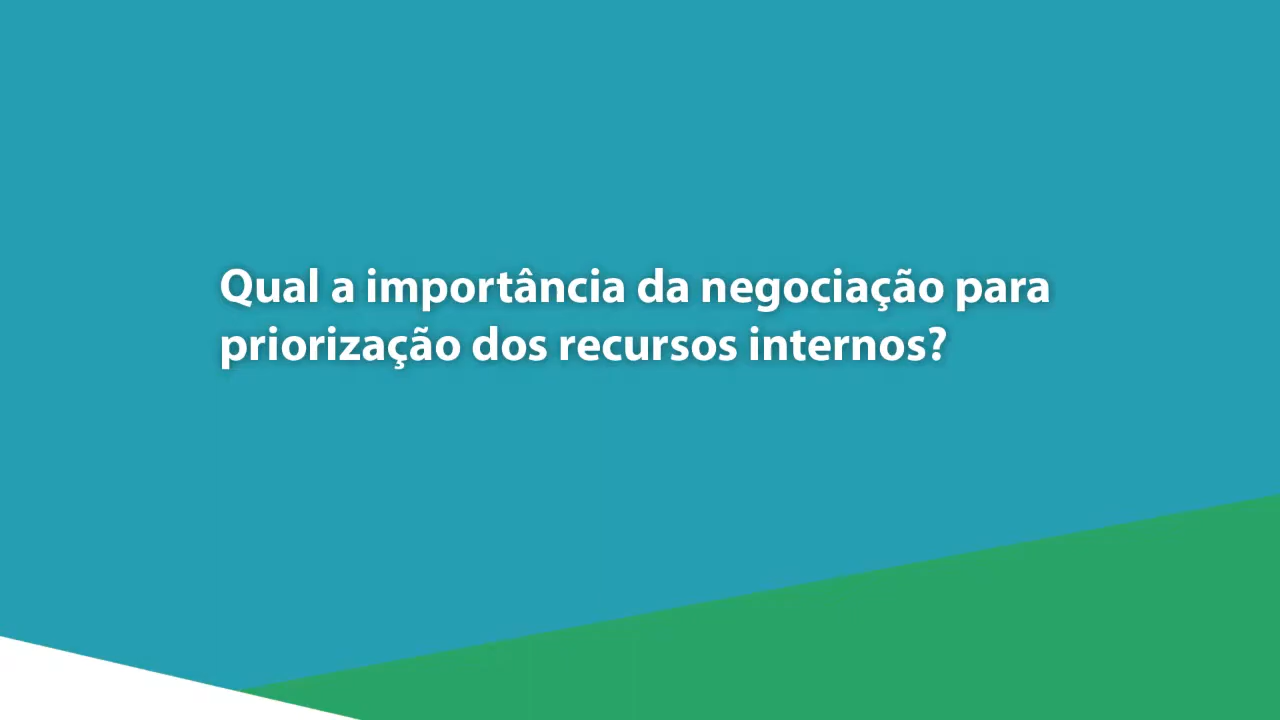 Qual a importância da negociação para
priorização dos recursos internos?